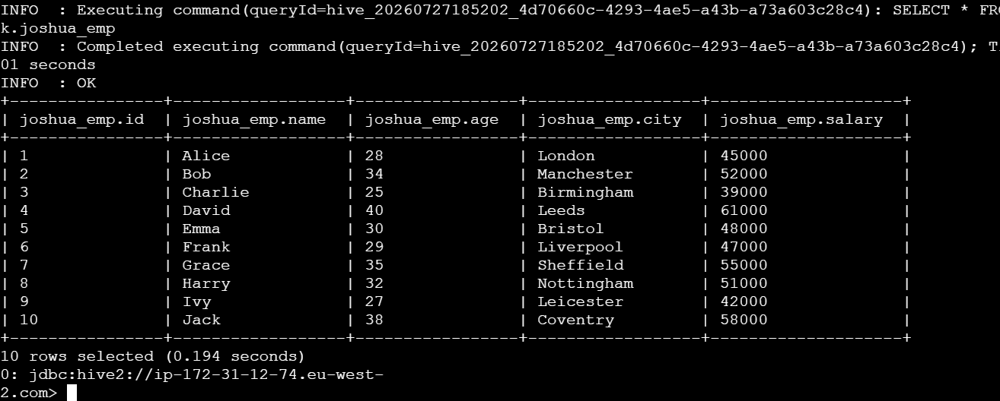 INFO  : Executing command(queryId=hive_20260727185202_4d70660c-4293-4ae5-a43b-a73a603c28c4): SELECT * FRO
k.joshua_emp
INFO  : Completed executing command(queryId=hive_20260727185202_4d70660c-4293-4ae5-a43b-a73a603c28c4); T
01 seconds
INFO  : OK
+----------------+------------------+-----------------+------------------+--------------------+
| joshua_emp.id  | joshua_emp.name  | joshua_emp.age  | joshua_emp.city  | joshua_emp.salary  |
+----------------+------------------+-----------------+------------------+--------------------+
| 1              | Alice            | 28              | London           | 45000              |
| 2              | Bob              | 34              | Manchester       | 52000              |
| 3              | Charlie          | 25              | Birmingham       | 39000              |
| 4              | David            | 40              | Leeds            | 61000              |
| 5              | Emma             | 30              | Bristol          | 48000              |
| 6              | Frank            | 29              | Liverpool        | 47000              |
| 7              | Grace            | 35              | Sheffield        | 55000              |
| 8              | Harry            | 32              | Nottingham       | 51000              |
| 9              | Ivy              | 27              | Leicester        | 42000              |
| 10             | Jack             | 38              | Coventry         | 58000              |
+----------------+------------------+-----------------+------------------+--------------------+
10 rows selected (0.194 seconds)
0: jdbc:hive2://ip-172-31-12-74.eu-west-
2.com>